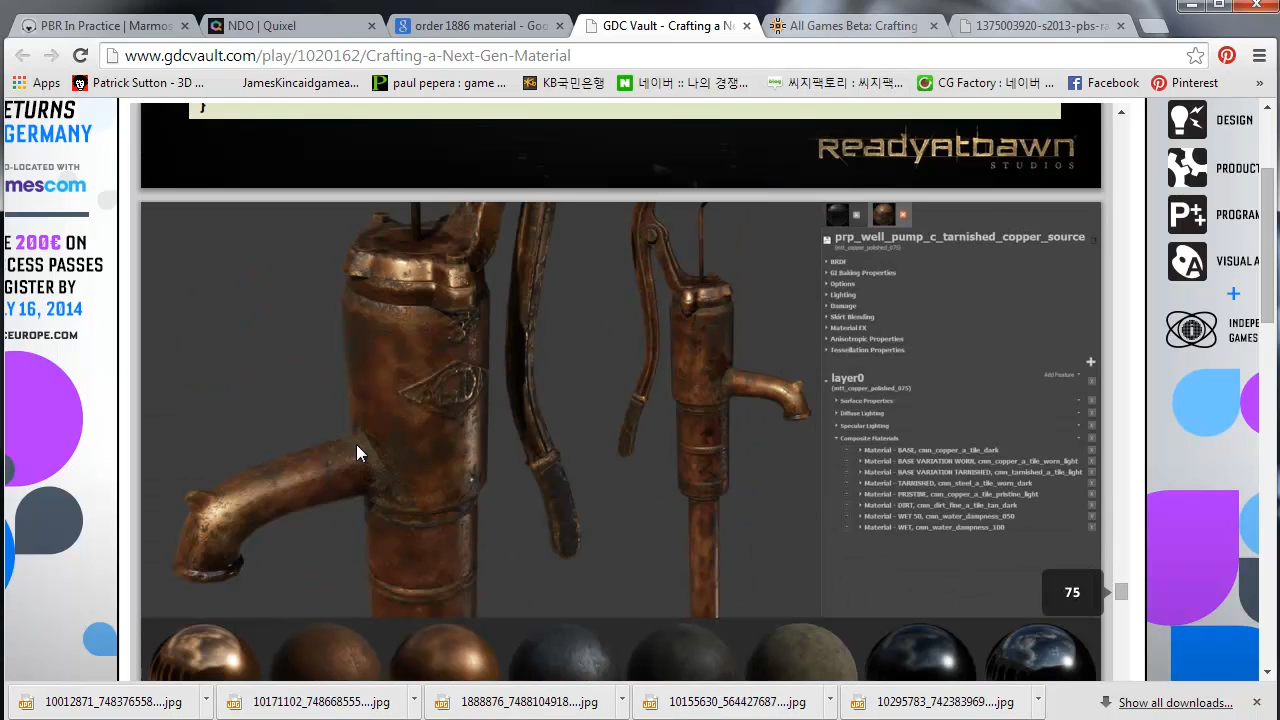 PBR In Practice | Marmos
NDO | Quixel
order1886 material - Goo
GDC Vault - Crafting a Ne
All Games Beta: Crafting
1375003920-s2013-pbs-ra
www.gdcvault.com/play/1020162/Crafting-a-Next-Gen-Material
Apps
Patrick Sutton - 3D ...
JamesKincaidgamea...
paul pepera: game ...
KB국민은행
네이버 :: 나의 경쟁...
씨지팩토리 : 씨지팩...
CG Factory : 네이버 ...
Facebook
Pinterest
»
ETURNS
GERMANY
O-LOCATED WITH
mescom
E 200€ ON
CCESS PASSES
GISTER BY
LY 16, 2014
CEUROPE.COM
}
ReadyAtDawn
STUDIOS
prp_well_pump_c_tarnished_copper_source
(mtt_copper_polished_075)
BRDF
GI Baking Properties
Options
Lighting
Damage
Skirt Blending
Material FX
Anisotropic Properties
Tessellation Properties
layer0
Add Feature
(mtt_copper_polished_075)
Surface Properties
Diffuse Lighting
Specular Lighting
Composite Materials
Material - BASE, cmn_copper_a_tile_dark
Material - BASE VARIATION WORN, cmn_copper_a_tile_worn_light
Material - BASE VARIATION TARNISHED, cmn_tarnished_a_tile_light
Material - TARNISHED, cmn_steel_a_tile_worn_dark
Material - PRISTINE, cmn_copper_a_tile_pristine_light
Material - DIRT, cmn_dirt_fine_a_tile_tan_dark
Material - WET 50, cmn_water_dampness_050
Material - WET, cmn_water_dampness_100
75
DESIGN
PRODUCT
PROGRAM
VISUAL A
+
INDEPE
GAMES
10012871_748376558....jpg
10171102_748668555....jpg
1888876_7488104918...jpg
10155630_564427687....jpg
10295783_742383969....jpg
Show all downloads...